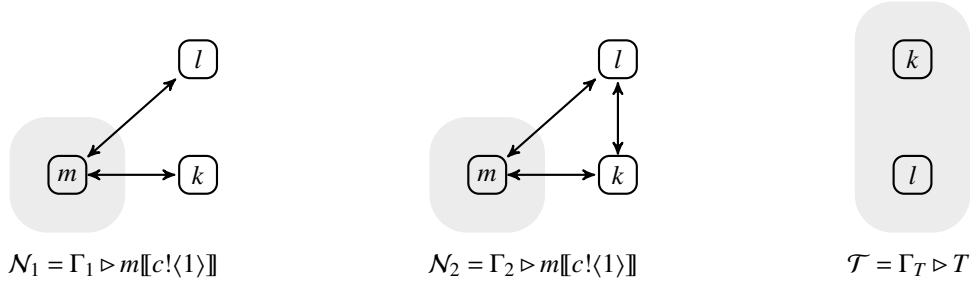 l
l
k
m
k
m
k
l
𝒩₁ = Γ₁ ▷ m⟦c!⟨1⟩⟧
𝒩₂ = Γ₂ ▷ m⟦c!⟨1⟩⟧
𝒯 = Γ_T ▷ T